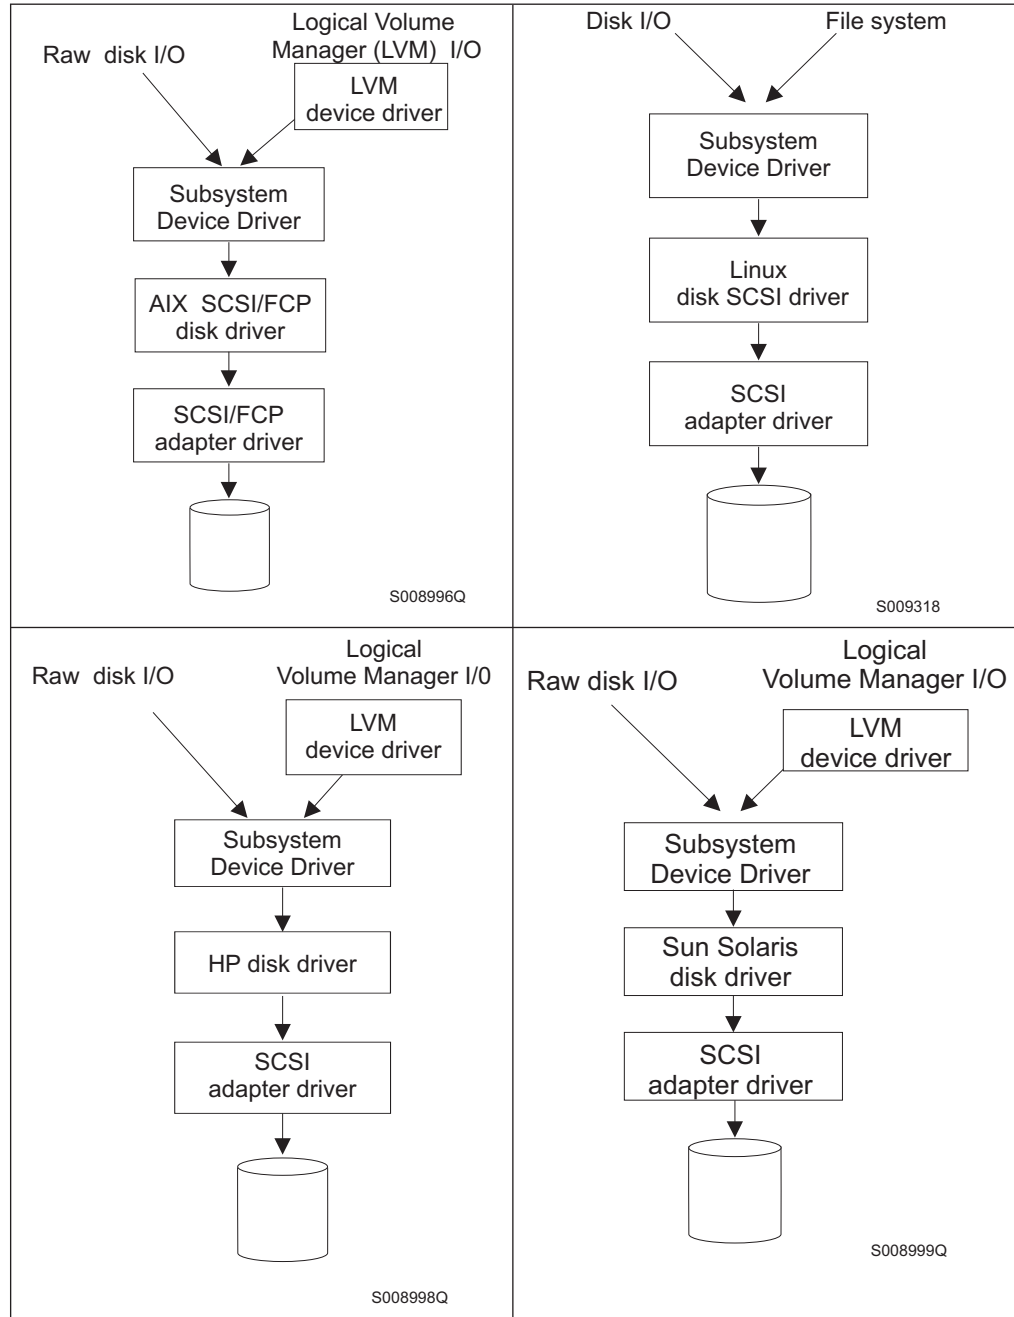 Raw disk I/O
Logical Volume
Manager (LVM) I/O
LVM
device driver
Subsystem
Device Driver
AIX SCSI/FCP
disk driver
SCSI/FCP
adapter driver
S008996Q
Disk I/O
File system
Subsystem
Device Driver
Linux
disk SCSI driver
SCSI
adapter driver
S009318
Raw disk I/O
Logical
Volume Manager I/0
LVM
device driver
Subsystem
Device Driver
HP disk driver
SCSI
adapter driver
S008998Q
Raw disk I/O
Logical
Volume Manager I/O
LVM
device driver
Subsystem
Device Driver
Sun Solaris
disk driver
SCSI
adapter driver
S008999Q